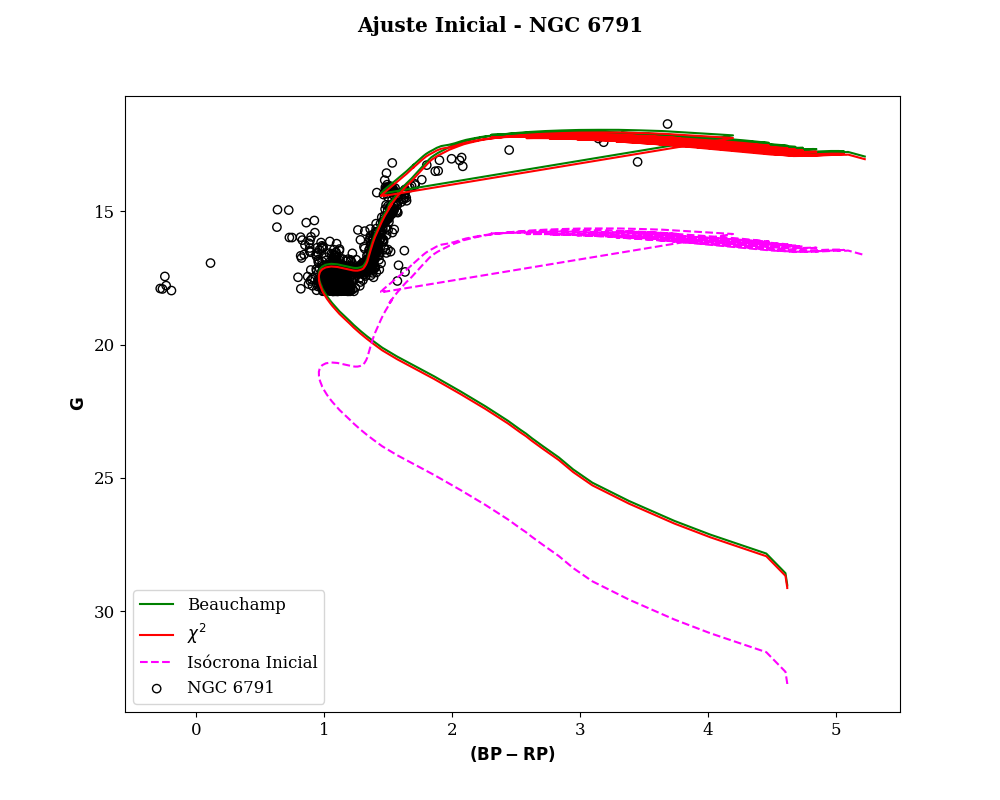 Ajuste Inicial - NGC 6791
G
15
20
25
30
Beauchamp
χ²
Isócrona Inicial
NGC 6791
0 1 2 3 4 5
(BP − RP)